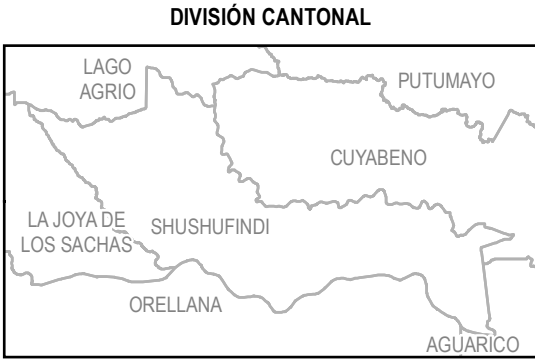 DIVISIÓN CANTONAL
LAGO
AGRIO
PUTUMAYO
CUYABENO
LA JOYA DE
LOS SACHAS
SHUSHUFINDI
ORELLANA
AGUARICO